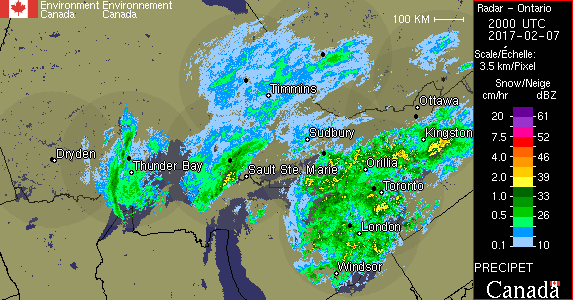 Environment Environnement
Canada Canada
100 KM
Radar - Ontario
2000 UTC
2017-02-07
Scale/Échelle:
3.5 km/Pixel
Snow/Neige
cm/hr dBZ
20 61
7.5 52
4.0 46
2.0 39
1.0 33
0.5 26
0.1 10
PRECIPET
Canada
Timmins
Ottawa
Sudbury
Kingston
Dryden
Thunder Bay
Sault Ste. Marie
Orillia
Toronto
London
Windsor